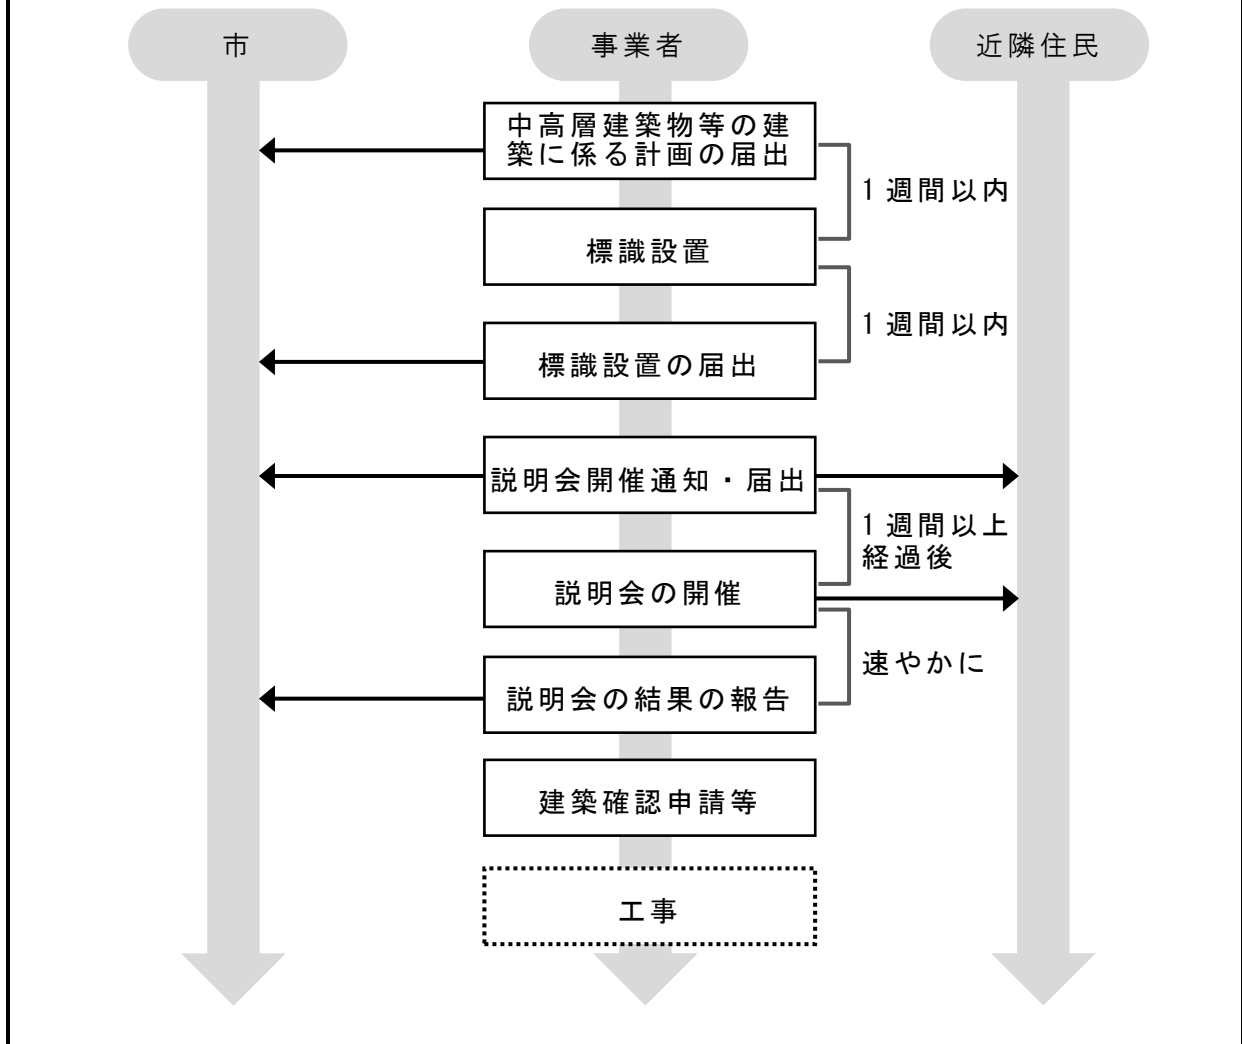 市
事業者
近隣住民
中高層建築物等の建
築に係る計画の届出
1週間以内
標識設置
1週間以内
標識設置の届出
説明会開催通知・届出
1週間以上
経過後
説明会の開催
速やかに
説明会の結果の報告
建築確認申請等
工事